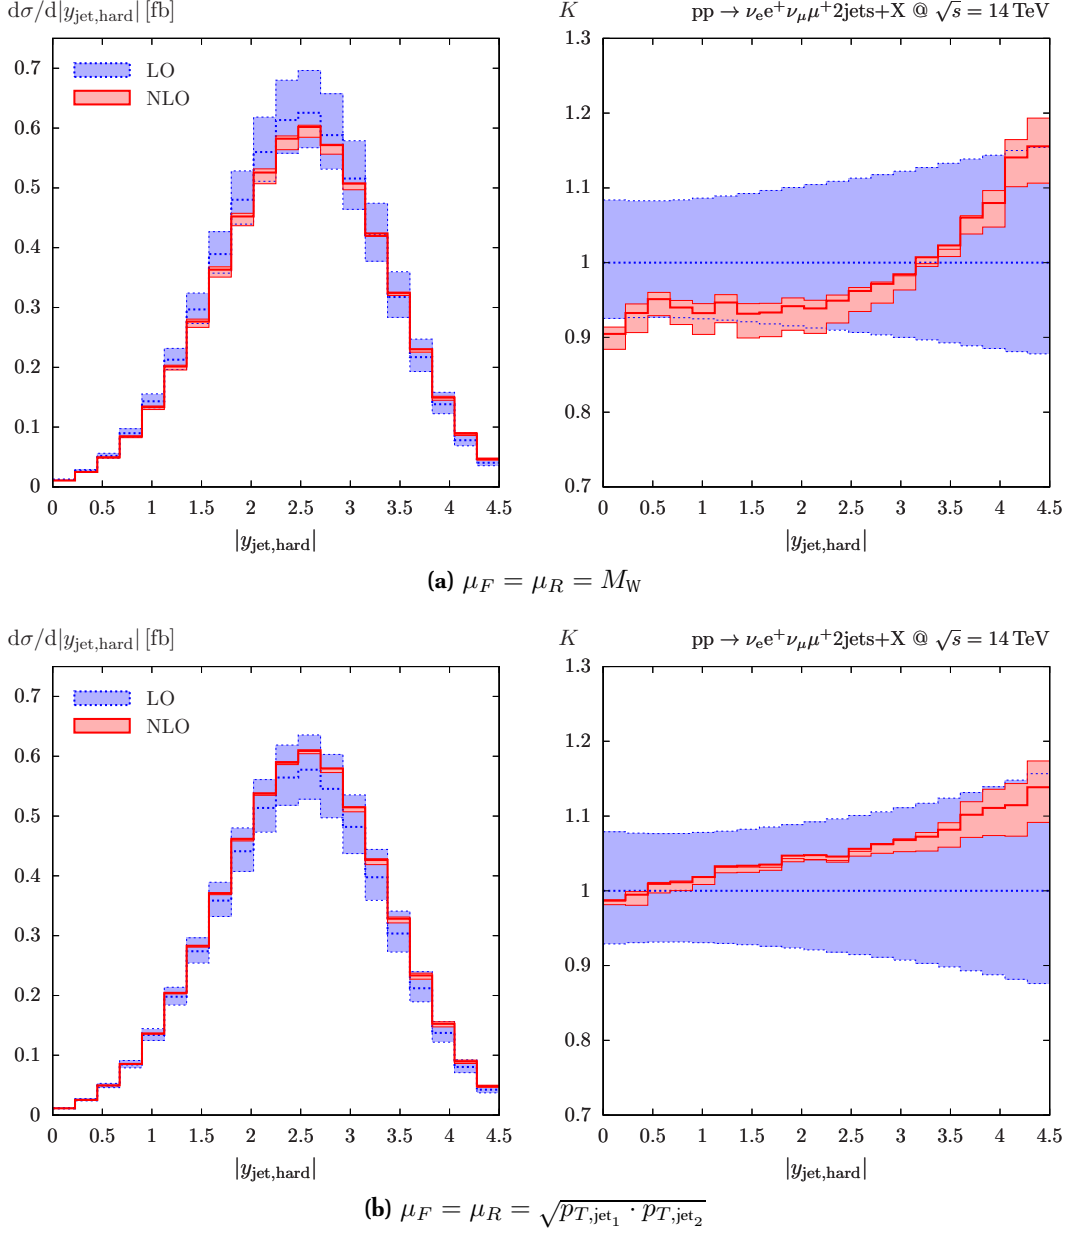 dσ/d|y_jet,hard| [fb]
K pp → ν_e e⁺ν_μ μ⁺2jets+X @ √s = 14 TeV
0.7
0.6
0.5
0.4
0.3
0.2
0.1
0
LO
NLO
0 0.5 1 1.5 2 2.5 3 3.5 4 4.5
|y_jet,hard|
1.3
1.2
1.1
1
0.9
0.8
0.7
0 0.5 1 1.5 2 2.5 3 3.5 4 4.5
|y_jet,hard|
(a) μ_F = μ_R = M_W
dσ/d|y_jet,hard| [fb]
K pp → ν_e e⁺ν_μ μ⁺2jets+X @ √s = 14 TeV
0.7
0.6
0.5
0.4
0.3
0.2
0.1
0
LO
NLO
0 0.5 1 1.5 2 2.5 3 3.5 4 4.5
|y_jet,hard|
1.3
1.2
1.1
1
0.9
0.8
0.7
0 0.5 1 1.5 2 2.5 3 3.5 4 4.5
|y_jet,hard|
(b) μ_F = μ_R = √(p_T,jet₁ · p_T,jet₂)